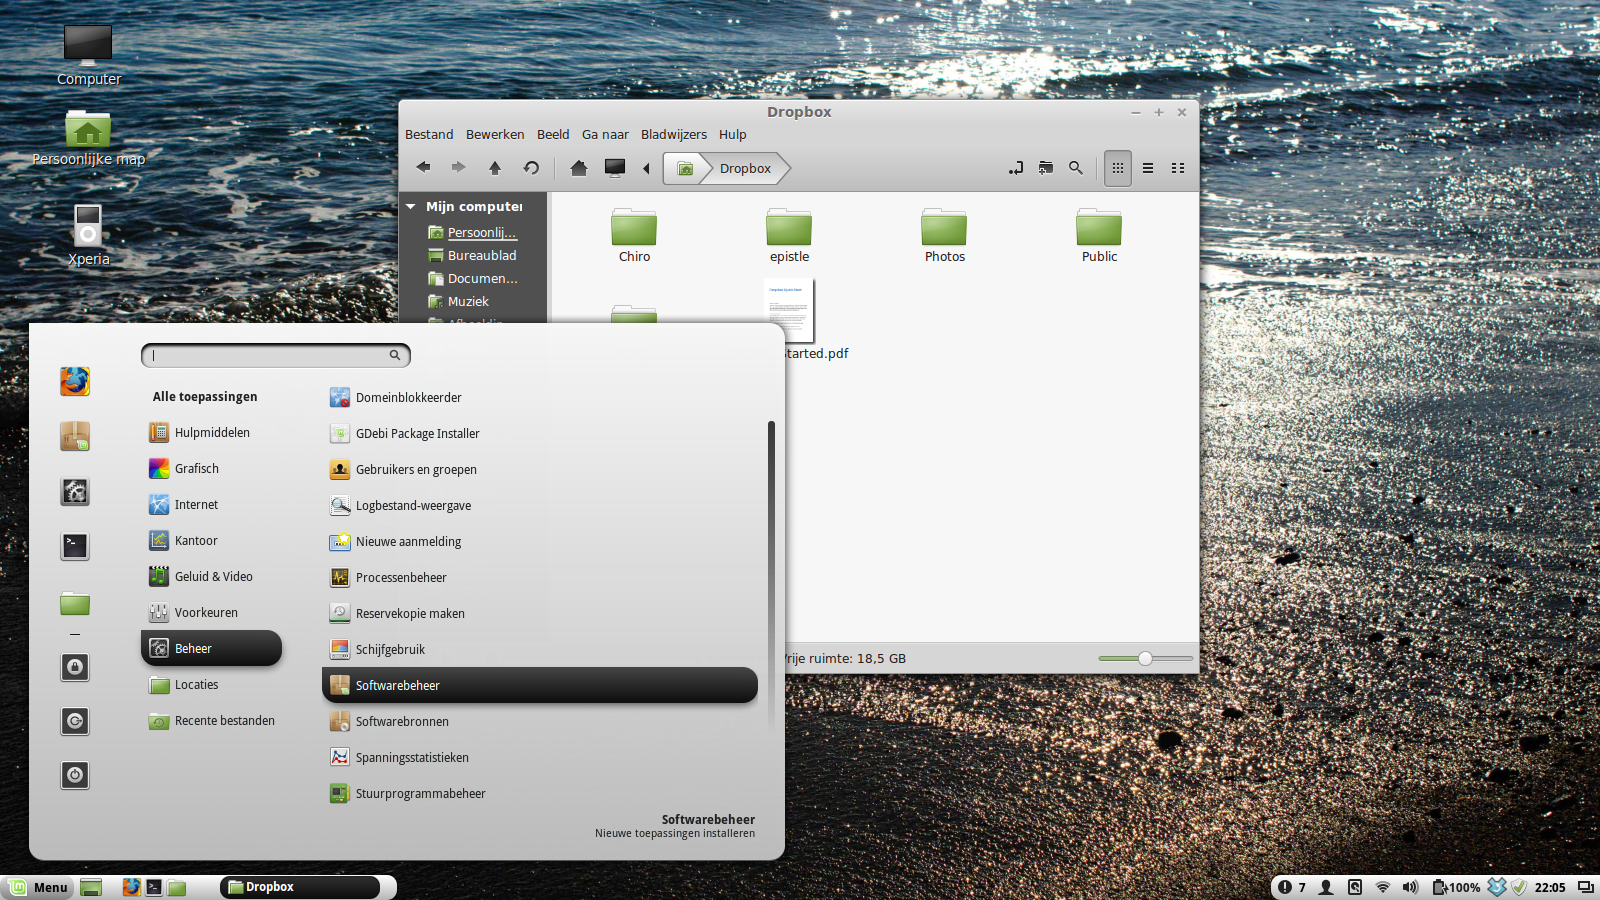 Computer
Persoonlijke map
Xperia
Dropbox
Bestand Bewerken Beeld Ga naar Bladwijzers Hulp
Dropbox
Mijn computer
Persoonlij...
Bureaublad
Documen...
Muziek
Chiro
epistle
Photos
Public
Started.pdf
Vrije ruimte: 18,5 GB
Alle toepassingen
Hulpmiddelen
Grafisch
Internet
Kantoor
Geluid & Video
Voorkeuren
Beheer
Locaties
Recente bestanden
Domeinblokkeerder
GDebi Package Installer
Gebruikers en groepen
Logbestand-weergave
Nieuwe aanmelding
Processenbeheer
Reservekopie maken
Schijfgebruik
Softwarebeheer
Softwarebronnen
Spanningsstatistieken
Stuurprogrammabeheer
Softwarebeheer
Nieuwe toepassingen installeren
Menu
Dropbox
7
100%
22:05